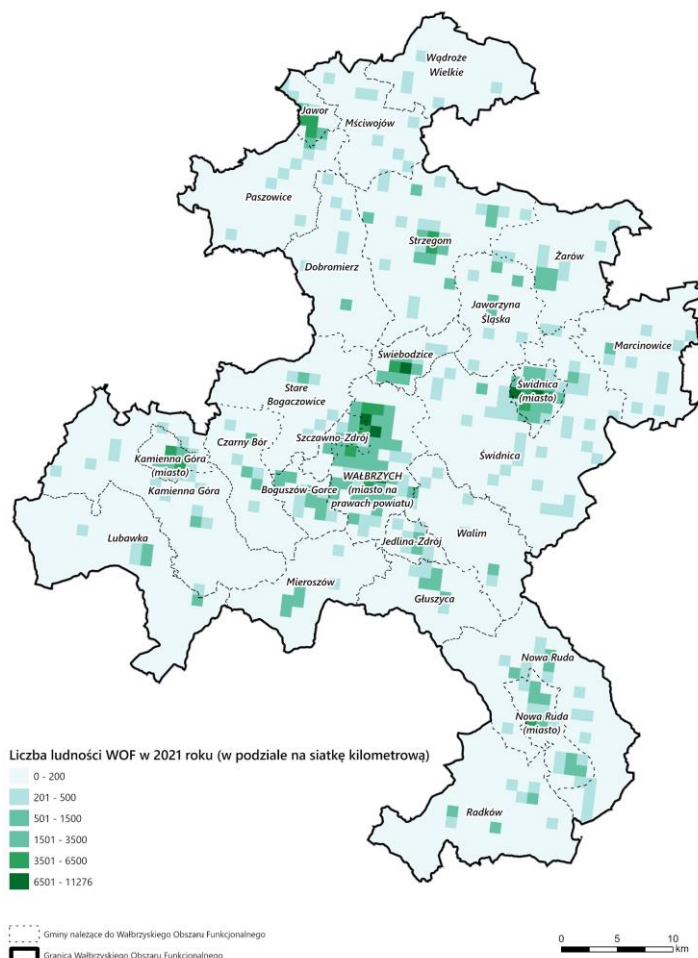 Wądroże
Wielkie
Jawor
Mściwojów
Paszowice
Strzegom
Żarów
Dobromierz
Jaworzyna
Śląska
Marcinowice
Świebodzice
Stare
Bogaczowice
Świdnica
(miasto)
Czarny Bór
Szczawno-Zdrój
Kamienna Góra
(miasto)
Świdnica
WAŁBRZYCH
(miasto na
prawach powiatu)
Kamienna Góra
Boguszów-Gorce
Lubawka
Walim
Jedlina-Zdrój
Mieroszów
Głuszyca
Nowa Ruda
Nowa Ruda
(miasto)
Radków
Liczba ludności WOF w 2021 roku (w podziale na siatkę kilometrową)
0 - 200
201 - 500
501 - 1500
1501 - 3500
3501 - 6500
6501 - 11276
Gminy należące do Wałbrzyskiego Obszaru Funkcjonalnego
Granica Wałbrzyskiego Obszaru Funkcjonalnego
0 5 10
km